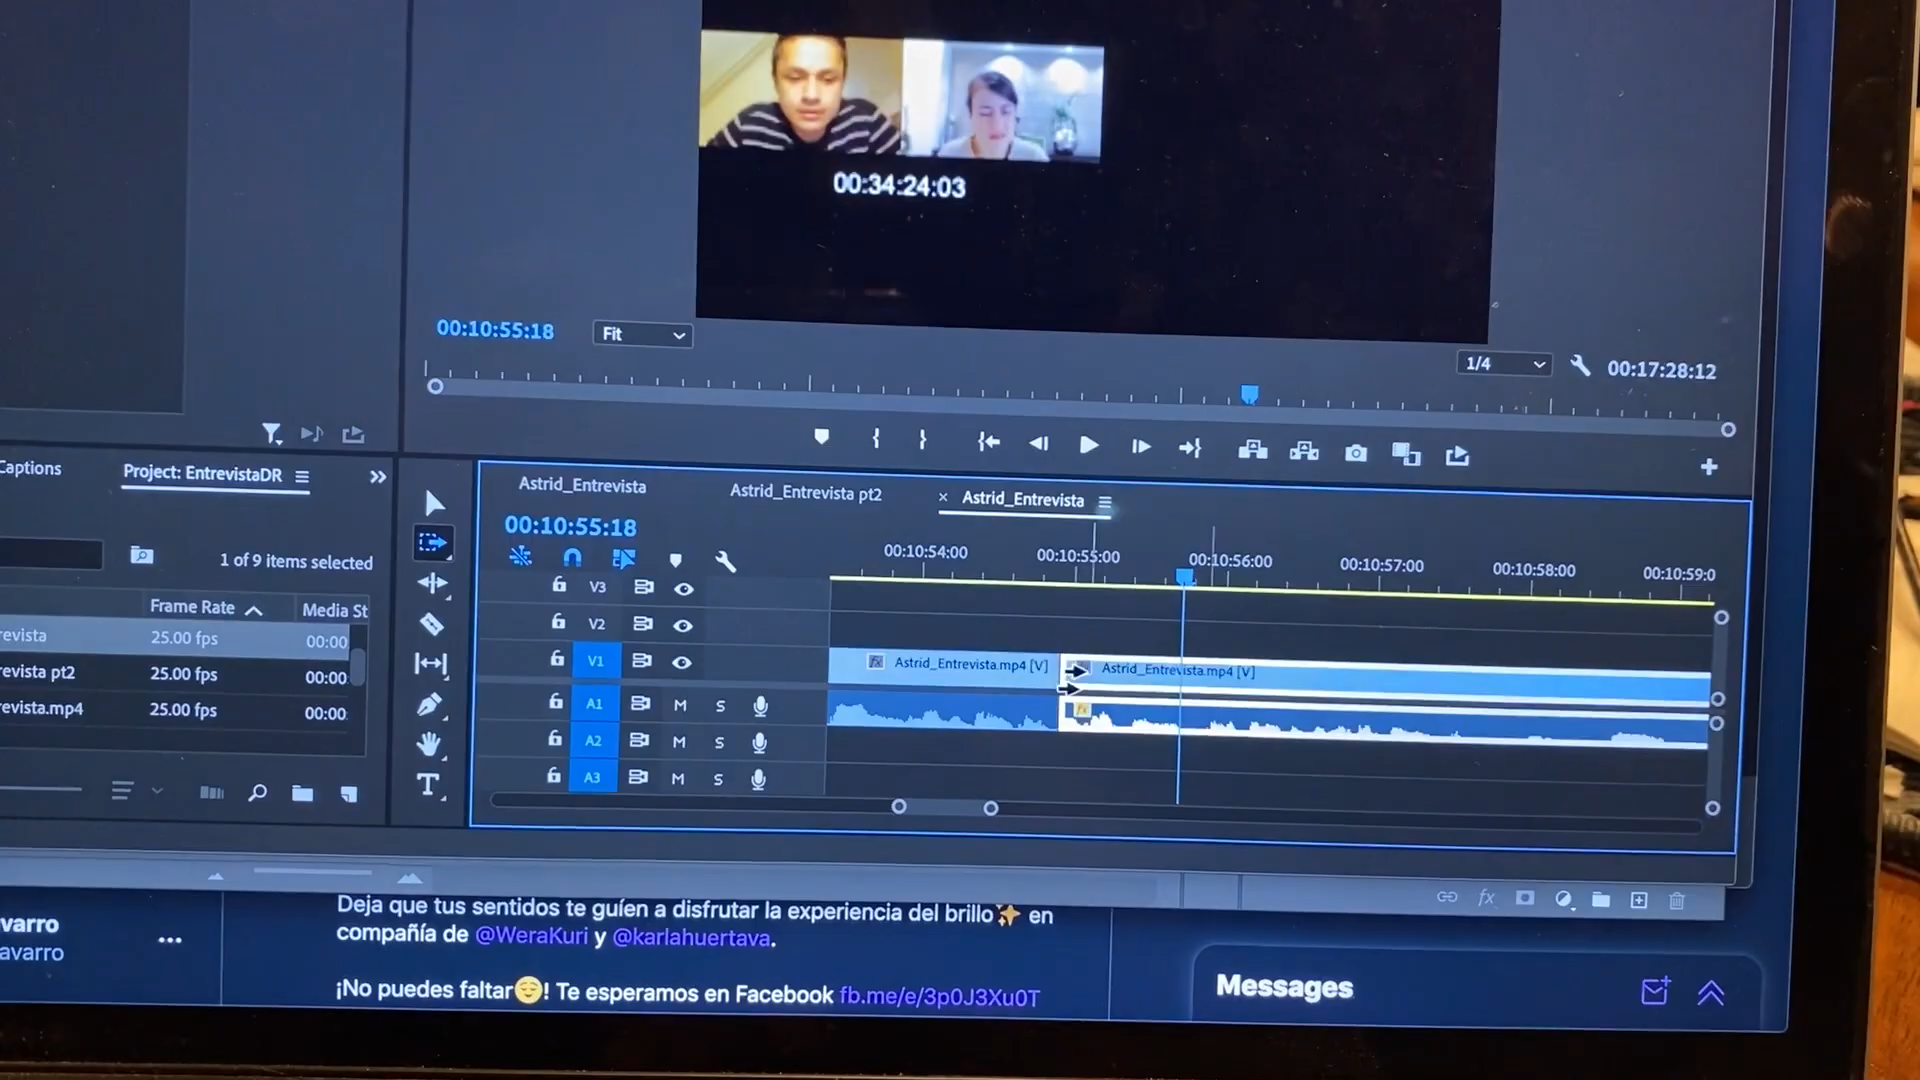 00:34:24:03
00:10:55:18
Fit
1/4
00:17:28:12
Captions
Project: EntrevistaDR
1 of 9 items selected
Frame Rate
Media St
revista
25.00 fps
00:00
revista pt2
25.00 fps
00:00
revista.mp4
25.00 fps
00:00
T
Astrid_Entrevista
Astrid_Entrevista pt2
Astrid_Entrevista
00:10:55:18
00:10:54:00
00:10:55:00
00:10:56:00
00:10:57:00
00:10:58:00
00:10:59:0
V3
V2
V1
fx
Astrid_Entrevista.mp4 [V]
Astrid_Entrevista.mp4 [V]
A1
M
S
fx
A2
M
S
A3
M
S
fx
varro
avarro
Deja que tus sentidos te guíen a disfrutar la experiencia del brillo✨ en
compañía de @WeraKuri y @karlahuertava.
¡No puedes faltar😌! Te esperamos en Facebook fb.me/e/3p0J3Xu0T
Messages